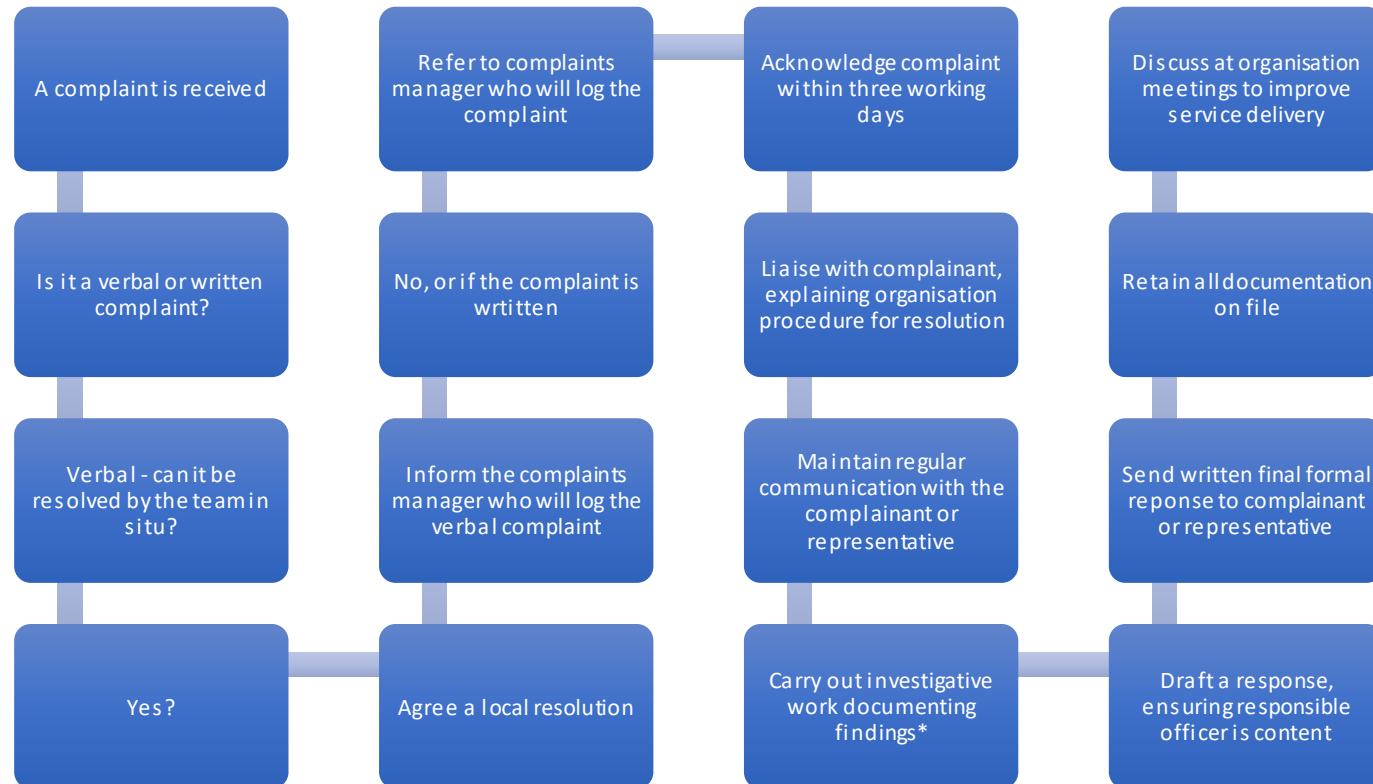 A complaint is received
Is it a verbal or written
complaint?
Verbal - can it be
resolved by the team in
situ?
Yes?
Agree a local resolution
Inform the complaints
manager who will log the
verbal complaint
No, or if the complaint is
wrtitten
Refer to complaints
manager who will log the
complaint
Acknowledge complaint
within three working
days
Liaise with complainant,
explaining organisation
procedure for resolution
Maintain regular
communication with the
complainant or
representative
Carry out investigative
work documenting
findings*
Draft a response,
ensuring responsible
officer is content
Send written final formal
reponse to complainant
or representative
Retain all documentation
on file
Discuss at organisation
meetings to improve
service delivery